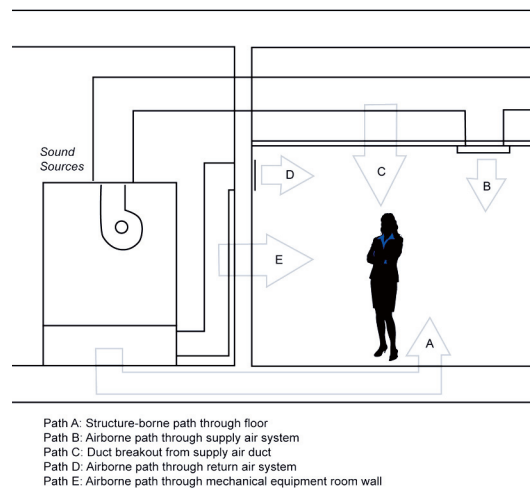 Sound
Sources
D
C
B
E
A
Path A: Structure-borne path through floor
Path B: Airborne path through supply air system
Path C: Duct breakout from supply air duct
Path D: Airborne path through return air system
Path E: Airborne path through mechanical equipment room wall